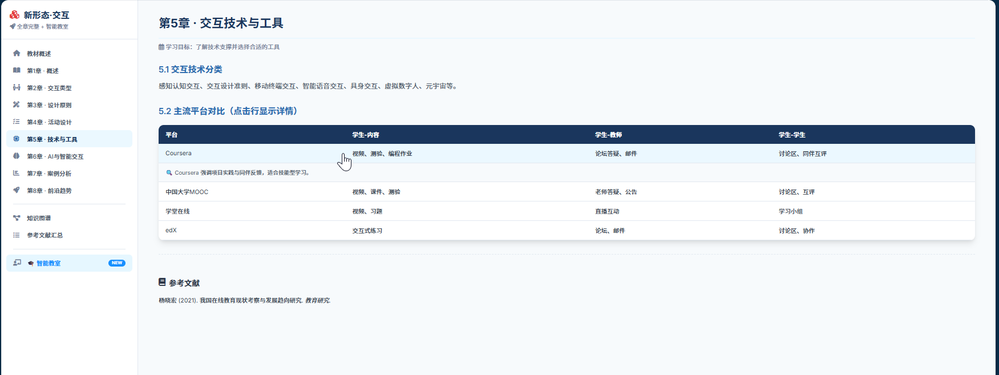 新形态·交互
全章完整 + 智能教室
教材概述
第1章 · 概述
第2章 · 交互类型
第3章 · 设计原则
第4章 · 活动设计
第5章 · 技术与工具
第6章 · AI与智能交互
第7章 · 案例分析
第8章 · 前沿趋势
知识图谱
参考文献汇总
智能教室 NEW
第5章 · 交互技术与工具
学习目标：了解技术支撑并选择合适的工具
5.1 交互技术分类
感知认知交互、交互设计准则、移动终端交互、智能语音交互、具身交互、虚拟数字人、元宇宙等。
5.2 主流平台对比（点击行显示详情）
平台 学生-内容 学生-教师 学生-学生
Coursera 视频、测验、编程作业 论坛答疑、邮件 讨论区、同伴互评
Coursera 强调项目实践与同伴反馈，适合技能型学习。
中国大学MOOC 视频、课件、测验 老师答疑、公告 讨论区、互评
学堂在线 视频、习题 直播互动 学习小组
edX 交互式练习 论坛、邮件 讨论区、协作
参考文献
杨晓宏 (2021). 我国在线教育现状考察与发展趋向研究. 教育研究.